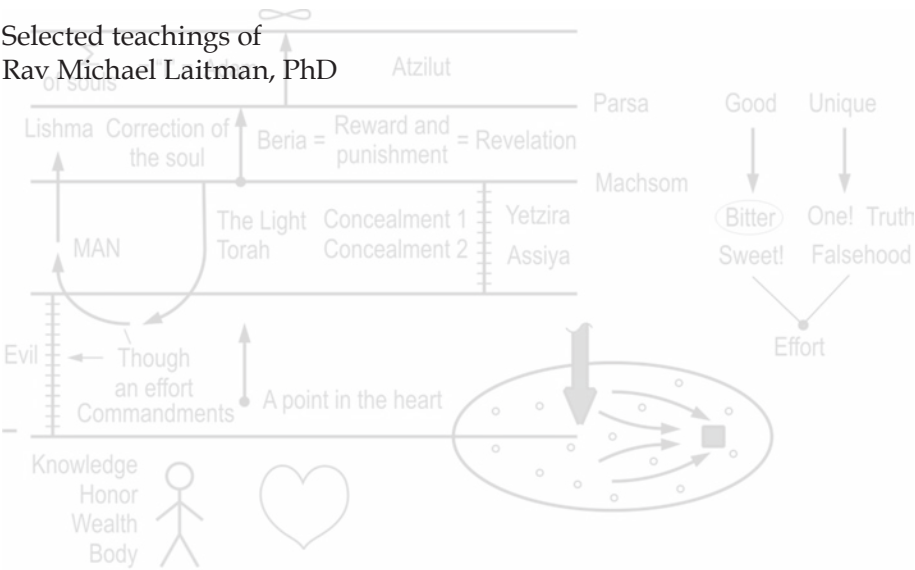 Selected teachings of
Rav Michael Laitman, PhD
of souls
Atzilut
Parsa
Good Unique
Lishma Correction of
the soul
Beria = Reward and
punishment = Revelation
Machsom
The Light Concealment 1 Yetzira
Torah Concealment 2 Assiya
MAN
Bitter One! Truth
Sweet! Falsehood
Effort
Evil
Though
an effort
Commandments
A point in the heart
Knowledge
Honor
Wealth
Body